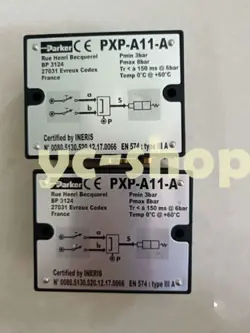 Parker CE PXP-A11-A
Rue Henri Becquerel
BP 3124
27031 Evreux Cedex
France
Pmin 3bar
Pmax 8bar
Tr < à 150 ms @ 6bar
Temp 0°C @ +60°C
a
b
S
P
Certified by INERIS
N° 0080.5130.520.12.17.0066 EN 574 : type III A
yc-shop
Parker CE PXP-A11-A
Rue Henri Becquerel
BP 3124
27031 Evreux Cedex
France
Pmin 3bar
Pmax 8bar
Tr < à 150 ms @ 6bar
Temp 0°C @ +60°C
a
b
S
P
Certified by INERIS
N° 0080.5130.520.12.17.0066 EN 574 : type III A